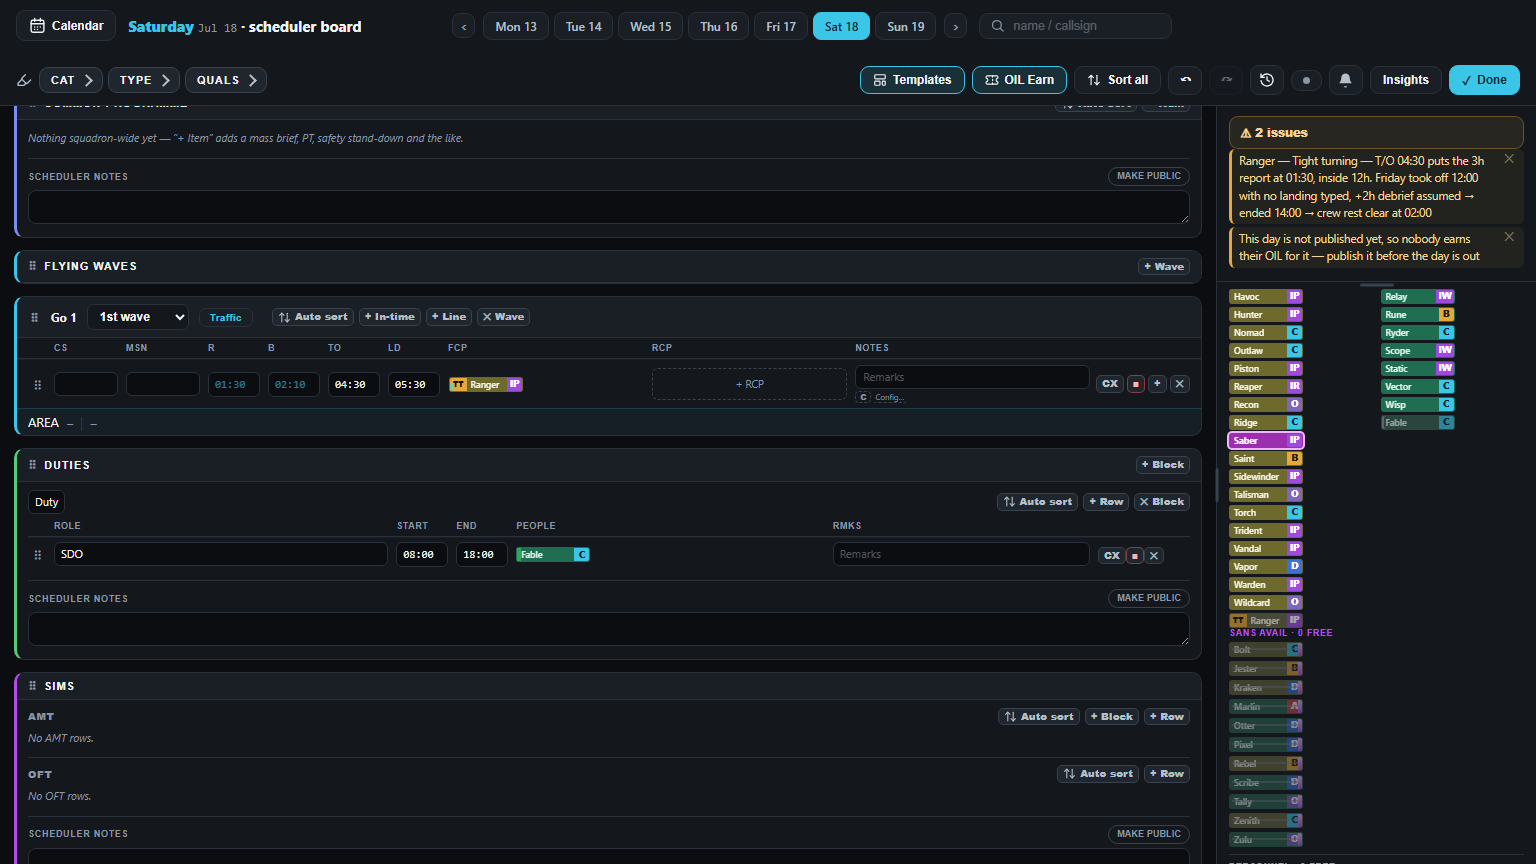 Calendar
Saturday Jul 18 · scheduler board
‹ Mon 13 Tue 14 Wed 15 Thu 16 Fri 17 Sat 18 Sun 19 ›
name / callsign
CAT TYPE QUALS
Templates OIL Earn Sort all Insights ✓ Done
Nothing squadron-wide yet — "+ Item" adds a mass brief, PT, safety stand-down and the like.
SCHEDULER NOTES MAKE PUBLIC
FLYING WAVES + Wave
Go 1 1st wave Traffic Auto sort + In-time + Line ✕ Wave
CS MSN R B TO LD FCP RCP NOTES
01:30 02:10 04:30 05:30 TT Ranger IP + RCP Remarks CX + ✕
C Config...
AREA – –
DUTIES + Block
Duty Auto sort + Row ✕ Block
ROLE START END PEOPLE RMKS
SDO 08:00 18:00 Fable C Remarks CX ✕
SCHEDULER NOTES MAKE PUBLIC
SIMS
AMT Auto sort + Block + Row
No AMT rows.
OFT Auto sort + Row
No OFT rows.
SCHEDULER NOTES MAKE PUBLIC
⚠ 2 issues
Ranger — Tight turning — T/O 04:30 puts the 3h
report at 01:30, inside 12h. Friday took off 12:00
with no landing typed, +2h debrief assumed →
ended 14:00 → crew rest clear at 02:00
This day is not published yet, so nobody earns
their OIL for it — publish it before the day is out
Havoc IP Relay IW
Hunter IP Rune B
Nomad C Ryder C
Outlaw C Scope IW
Piston IP Static IW
Reaper IR Vector C
Recon O Wisp C
Ridge C Fable C
Saber IP
Saint B
Sidewinder IP
Talisman O
Torch C
Trident IP
Vandal IP
Vapor D
Warden IP
Wildcard O
TT Ranger IP
SANS AVAIL · 0 FREE
Bolt C
Jester B
Kraken D
Marlin A
Otter D
Pixel D
Rebel B
Scribe D
Tally O
Zenith C
Zulu O